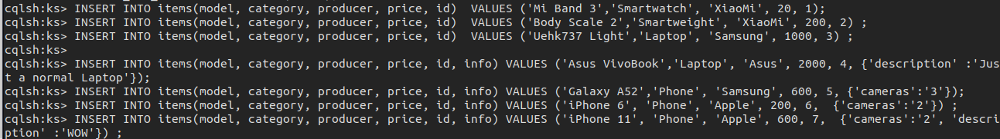 cqlsh:ks> INSERT INTO items(model, category, producer, price, id)  VALUES ('Mi Band 3','Smartwatch', 'XiaoMi', 20, 1);
cqlsh:ks> INSERT INTO items(model, category, producer, price, id)  VALUES ('Body Scale 2','Smartweight', 'XiaoMi', 200, 2) ;
cqlsh:ks> INSERT INTO items(model, category, producer, price, id)  VALUES ('Uehk737 Light','Laptop', 'Samsung', 1000, 3) ;
cqlsh:ks>
cqlsh:ks> INSERT INTO items(model, category, producer, price, id, info) VALUES ('Asus VivoBook','Laptop', 'Asus', 2000, 4, {'description' :'Jus
t a normal Laptop'});
cqlsh:ks> INSERT INTO items(model, category, producer, price, id, info) VALUES ('Galaxy A52','Phone', 'Samsung', 600, 5, {'cameras':'3'});
cqlsh:ks> INSERT INTO items(model, category, producer, price, id, info) VALUES ('iPhone 6', 'Phone', 'Apple', 200, 6,  {'cameras':'2'}) ;
cqlsh:ks> INSERT INTO items(model, category, producer, price, id, info) VALUES ('iPhone 11', 'Phone', 'Apple', 600, 7,  {'cameras':'2', 'descri
ption' :'WOW'}) ;